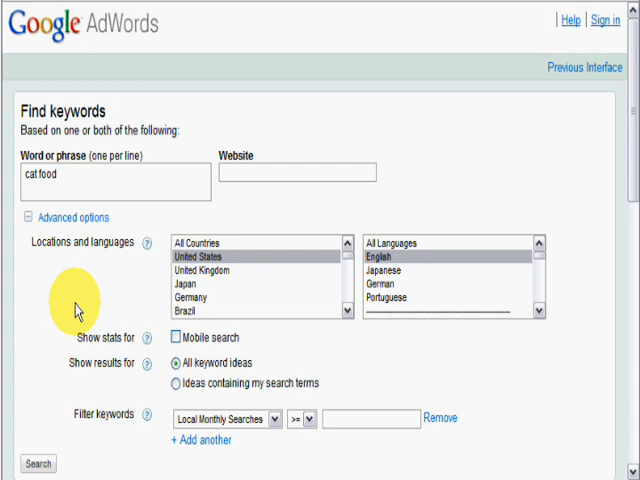 Google AdWords
Help Sign in
Previous Interface
Find keywords
Based on one or both of the following:
Word or phrase (one per line) Website
cat food
Advanced options
Locations and languages ? All Countries All Languages
United States English
United Kingdom Japanese
Japan German
Germany Portuguese
Brazil ----------------------------------------
Show stats for ? Mobile search
Show results for ? All keyword ideas
Ideas containing my search terms
Filter keywords ? Local Monthly Searches >= Remove
+ Add another
Search